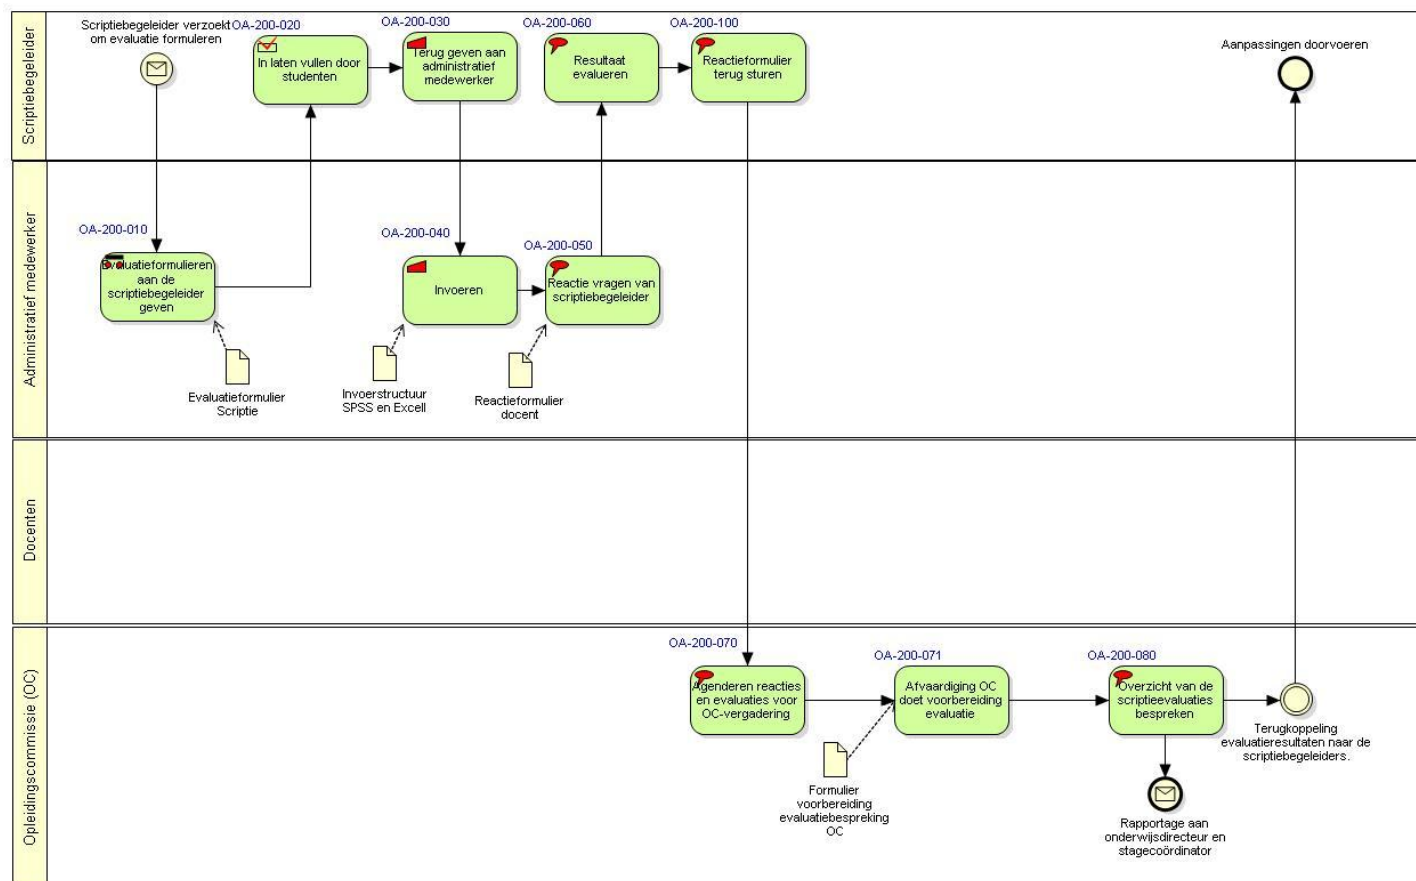 Scriptiebegeleider
Scriptiebegeleider verzoekt
om evaluatie formuleren
OA-200-020
In laten vullen door
studenten
OA-200-030
Terug geven aan
administratief
medewerker
OA-200-060
Resultaat
evalueren
OA-200-100
Reactieformulier
terug sturen
Aanpassingen doorvoeren
Administratief medewerker
OA-200-010
Evaluatieformulieren
aan de
scriptiebegeleider
geven
OA-200-040
Invoeren
OA-200-050
Reactie vragen van
scriptiebegeleider
Evaluatieformulier
Scriptie
Invoerstructuur
SPSS en Excell
Reactieformulier
docent
Docenten
Opleidingscommissie (OC)
OA-200-070
Agenderen reacties
en evaluaties voor
OC-vergadering
OA-200-071
Afvaardiging OC
doet voorbereiding
evaluatie
OA-200-080
Overzicht van de
scriptieevaluaties
bespreken
Terugkoppeling
evaluatieresultaten naar de
scriptiebegeleiders.
Formulier
voorbereiding
evaluatiebespreking
OC
Rapportage aan
onderwijsdirecteur en
stagecoördinator